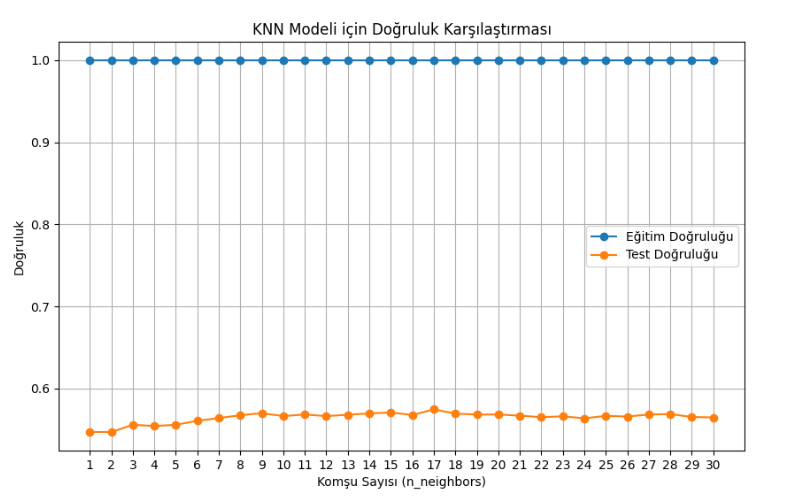 KNN Modeli için Doğruluk Karşılaştırması
1.0
0.9
0.8
0.7
0.6
Doğruluk
Eğitim Doğruluğu
Test Doğruluğu
1 2 3 4 5 6 7 8 9 10 11 12 13 14 15 16 17 18 19 20 21 22 23 24 25 26 27 28 29 30
Komşu Sayısı (n_neighbors)